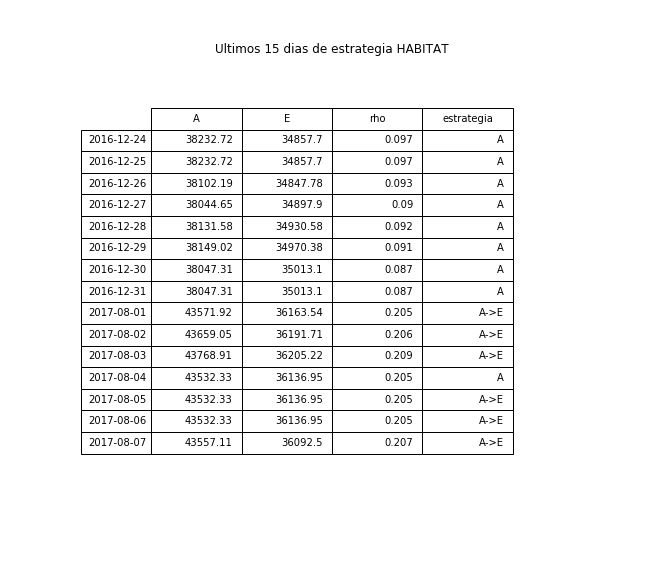 Ultimos 15 dias de estrategia HABITAT
A E rho estrategia
2016-12-24 38232.72 34857.7 0.097 A
2016-12-25 38232.72 34857.7 0.097 A
2016-12-26 38102.19 34847.78 0.093 A
2016-12-27 38044.65 34897.9 0.09 A
2016-12-28 38131.58 34930.58 0.092 A
2016-12-29 38149.02 34970.38 0.091 A
2016-12-30 38047.31 35013.1 0.087 A
2016-12-31 38047.31 35013.1 0.087 A
2017-08-01 43571.92 36163.54 0.205 A->E
2017-08-02 43659.05 36191.71 0.206 A->E
2017-08-03 43768.91 36205.22 0.209 A->E
2017-08-04 43532.33 36136.95 0.205 A
2017-08-05 43532.33 36136.95 0.205 A->E
2017-08-06 43532.33 36136.95 0.205 A->E
2017-08-07 43557.11 36092.5 0.207 A->E